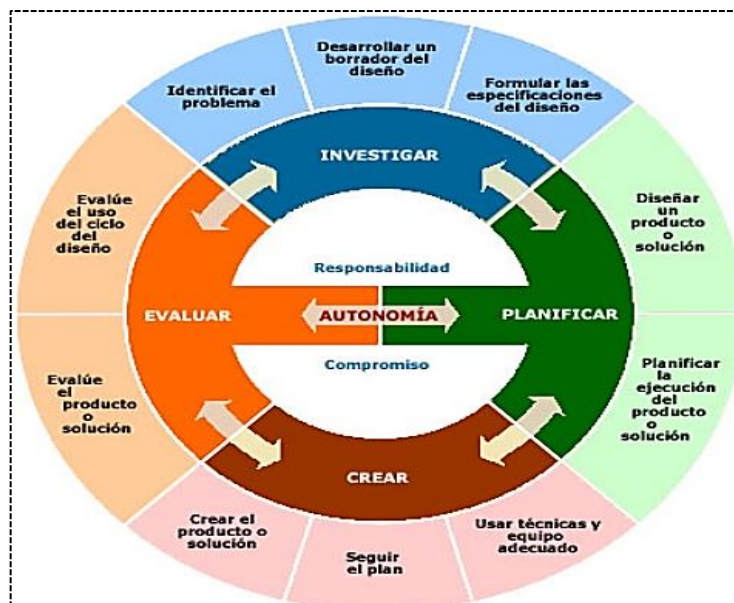 Desarrollar un
borrador del
diseño
Identificar el
problema
Formular las
especificaciones
del diseño
INVESTIGAR
Evalúe
el uso
del ciclo
del
diseño
Diseñar
un
producto
o
solución
Responsabilidad
EVALUAR
AUTONOMÍA
PLANIFICAR
Compromiso
Evalúe
el
producto
o
solución
Planificar
la
ejecución
del
producto
o
solución
CREAR
Crear el
producto o
solución
Seguir
el plan
Usar técnicas y
equipo
adecuado